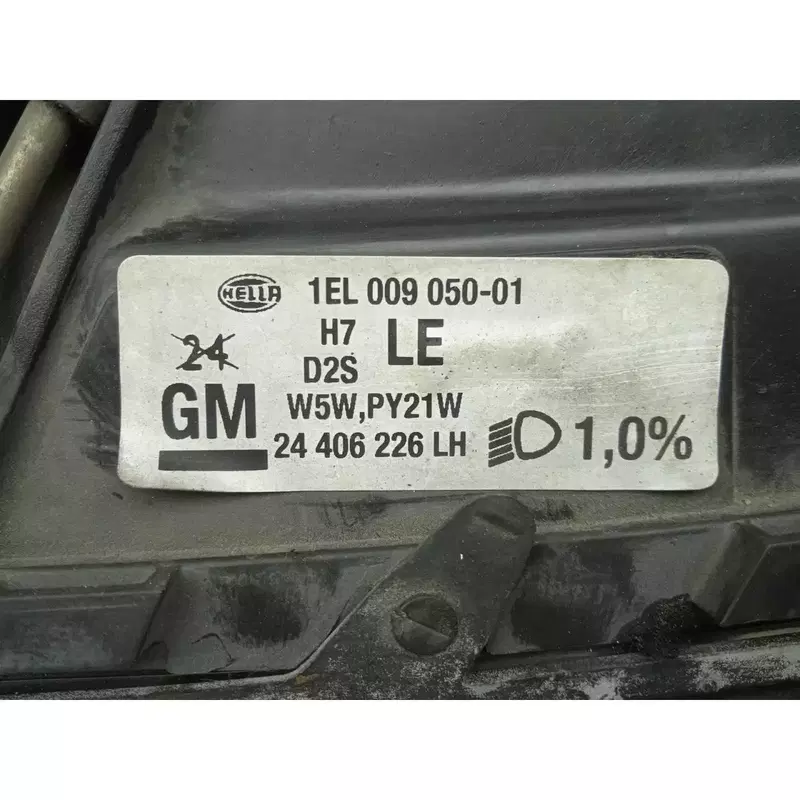 HELLA 1EL 009 050-01
H7 LE
24
D2S
GM W5W,PY21W
24 406 226 LH 1,0%